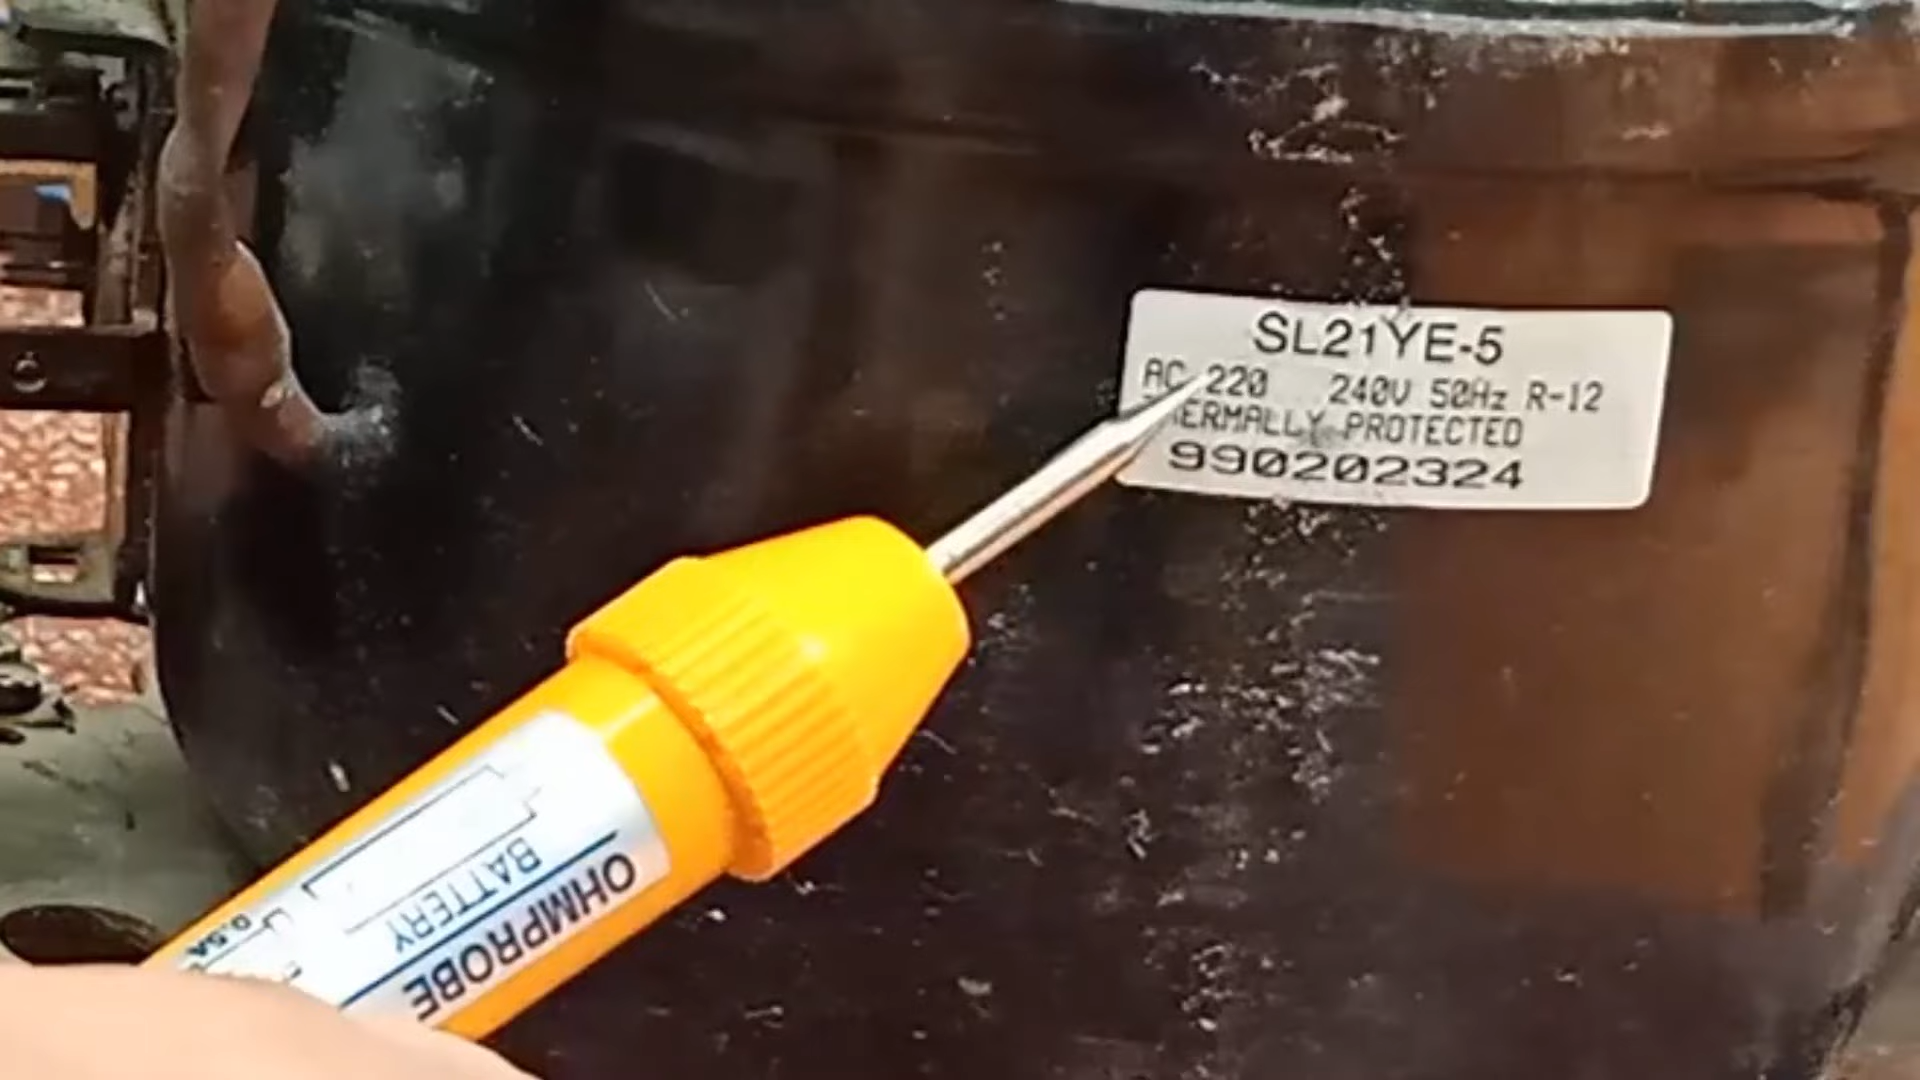 SL21YE-5
AC 220 240V 50Hz R-12
THERMALLY PROTECTED
990202324
OHMPROBE
BATTERY